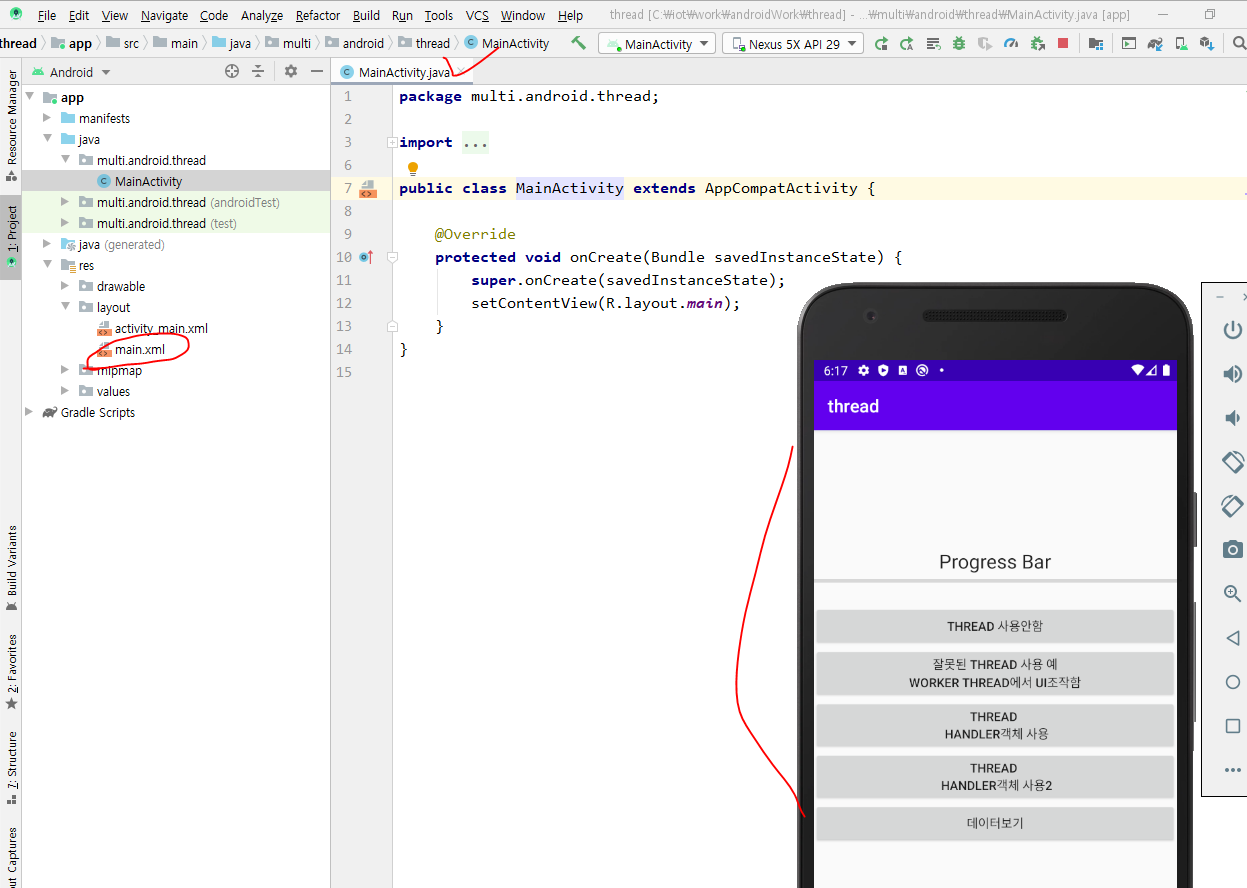 File Edit View Navigate Code Analyze Refactor Build Run Tools VCS Window Help thread [C:₩iot₩work₩androidWork₩thread] - ...₩multi₩android₩thread₩MainActivity.java [app]
thread app src main java multi android thread MainActivity MainActivity Nexus 5X API 29
Resource Manager
1: Project
Build Variants
2: Favorites
7: Structure
Captures
Android
app
manifests
java
multi.android.thread
MainActivity
multi.android.thread (androidTest)
multi.android.thread (test)
java (generated)
res
drawable
layout
activity_main.xml
main.xml
mipmap
values
Gradle Scripts
MainActivity.java
1 package multi.android.thread;
2
3 import ...
6
7 public class MainActivity extends AppCompatActivity {
8
9 @Override
10 protected void onCreate(Bundle savedInstanceState) {
11 super.onCreate(savedInstanceState);
12 setContentView(R.layout.main);
13 }
14 }
15
6:17
thread
Progress Bar
THREAD 사용안함
잘못된 THREAD 사용 예
WORKER THREAD에서 UI조작함
THREAD
HANDLER객체 사용
THREAD
HANDLER객체 사용2
데이터보기